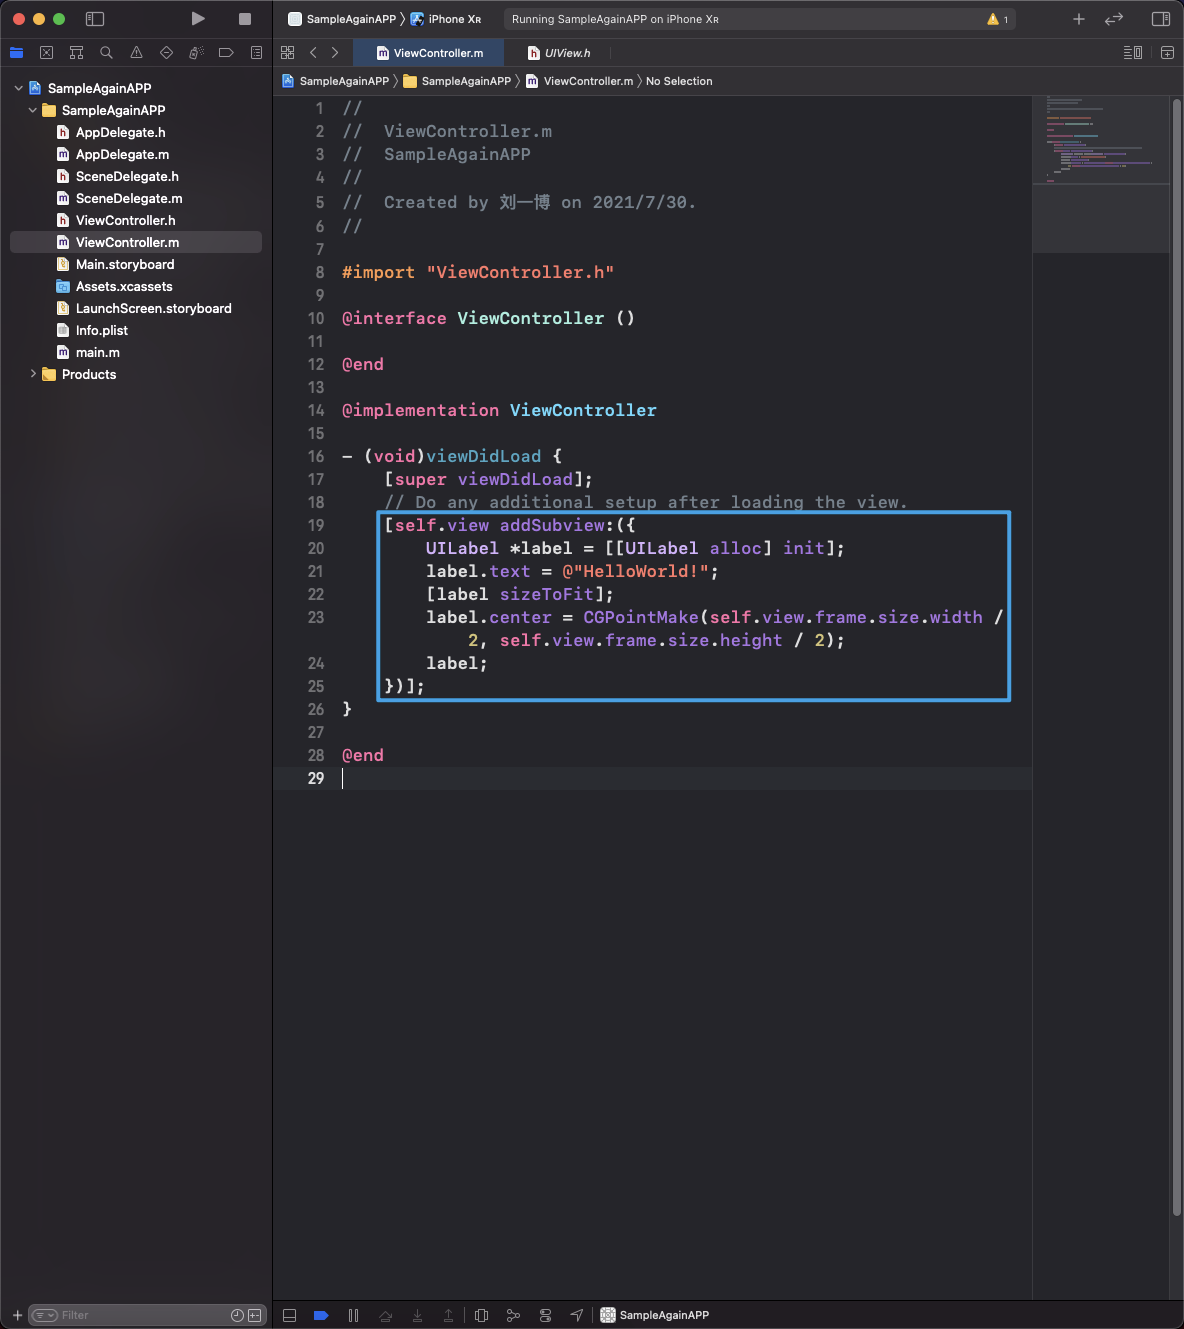 SampleAgainAPP 〉 iPhone Xʀ
Running SampleAgainAPP on iPhone Xʀ
1
ViewController.m
UIView.h
SampleAgainAPP 〉 SampleAgainAPP 〉 ViewController.m 〉 No Selection
SampleAgainAPP
SampleAgainAPP
AppDelegate.h
AppDelegate.m
SceneDelegate.h
SceneDelegate.m
ViewController.h
ViewController.m
Main.storyboard
Assets.xcassets
LaunchScreen.storyboard
Info.plist
main.m
Products
1 //
2 //  ViewController.m
3 //  SampleAgainAPP
4 //
5 //  Created by 刘一博 on 2021/7/30.
6 //
7
8 #import "ViewController.h"
9
10 @interface ViewController ()
11
12 @end
13
14 @implementation ViewController
15
16 - (void)viewDidLoad {
17     [super viewDidLoad];
18     // Do any additional setup after loading the view.
19     [self.view addSubview:({
20         UILabel *label = [[UILabel alloc] init];
21         label.text = @"HelloWorld!";
22         [label sizeToFit];
23         label.center = CGPointMake(self.view.frame.size.width /
            2, self.view.frame.size.height / 2);
24         label;
25     })];
26 }
27
28 @end
29
Filter
SampleAgainAPP